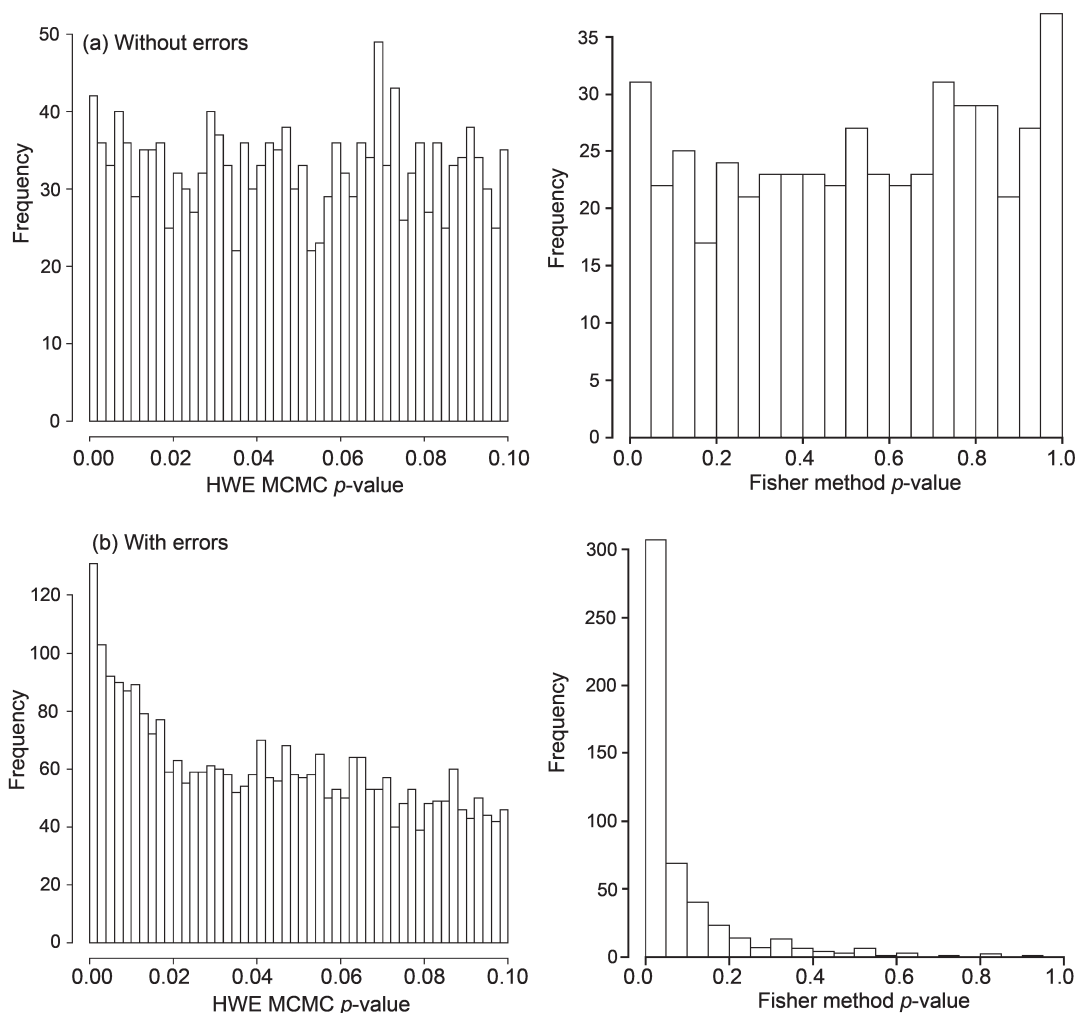 (a) Without errors
Frequency
50
40
30
20
10
0
0.00 0.02 0.04 0.06 0.08 0.10
HWE MCMC p-value
Frequency
35
30
25
20
15
10
5
0
0.0 0.2 0.4 0.6 0.8 1.0
Fisher method p-value
(b) With errors
Frequency
120
100
80
60
40
20
0
0.00 0.02 0.04 0.06 0.08 0.10
HWE MCMC p-value
Frequency
300
250
200
150
100
50
0
0.0 0.2 0.4 0.6 0.8 1.0
Fisher method p-value